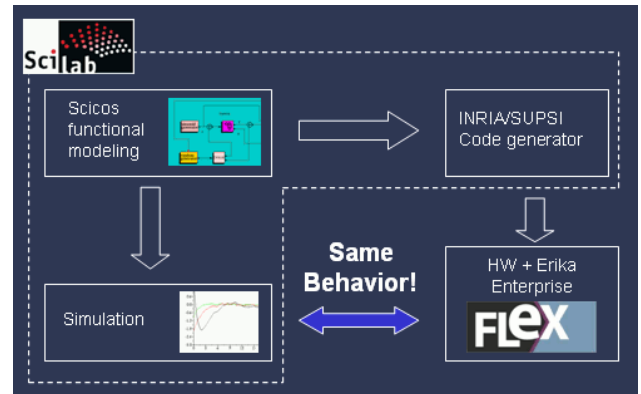 Scilab
Scicos
functional
modeling
INRIA/SUPSI
Code generator
Same
Behavior!
Simulation
HW + Erika
Enterprise
FLEX